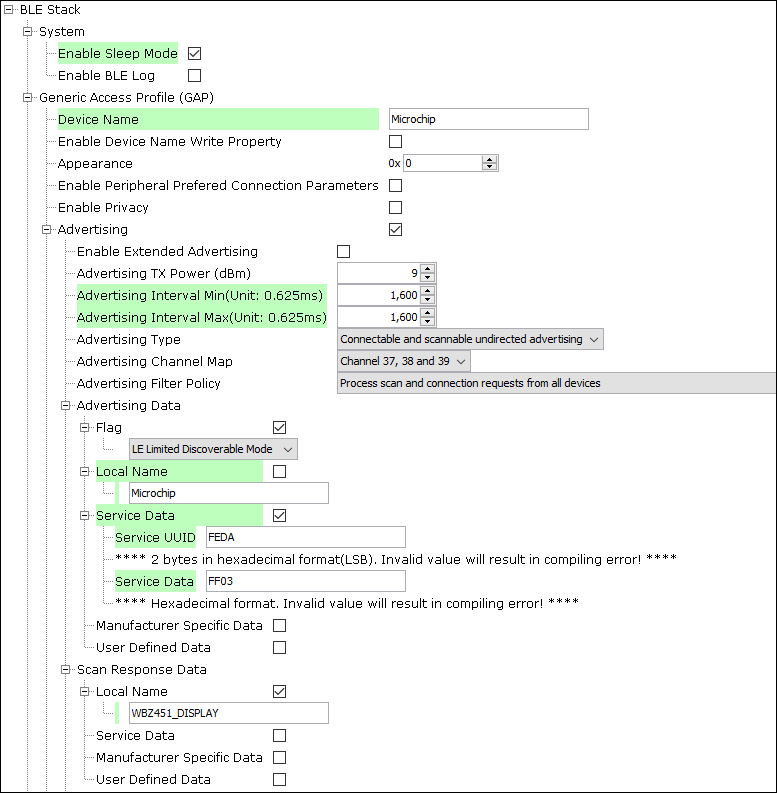 BLE Stack
System
Enable Sleep Mode
Enable BLE Log
Generic Access Profile (GAP)
Device Name Microchip
Enable Device Name Write Property
Appearance 0x 0
Enable Peripheral Prefered Connection Parameters
Enable Privacy
Advertising
Enable Extended Advertising
Advertising TX Power (dBm) 9
Advertising Interval Min(Unit: 0.625ms) 1,600
Advertising Interval Max(Unit: 0.625ms) 1,600
Advertising Type Connectable and scannable undirected advertising
Advertising Channel Map Channel 37, 38 and 39
Advertising Filter Policy Process scan and connection requests from all devices
Advertising Data
Flag
LE Limited Discoverable Mode
Local Name
Microchip
Service Data
Service UUID FEDA
**** 2 bytes in hexadecimal format(LSB). Invalid value will result in compiling error! ****
Service Data FF03
**** Hexadecimal format. Invalid value will result in compiling error! ****
Manufacturer Specific Data
User Defined Data
Scan Response Data
Local Name
WBZ451_DISPLAY
Service Data
Manufacturer Specific Data
User Defined Data